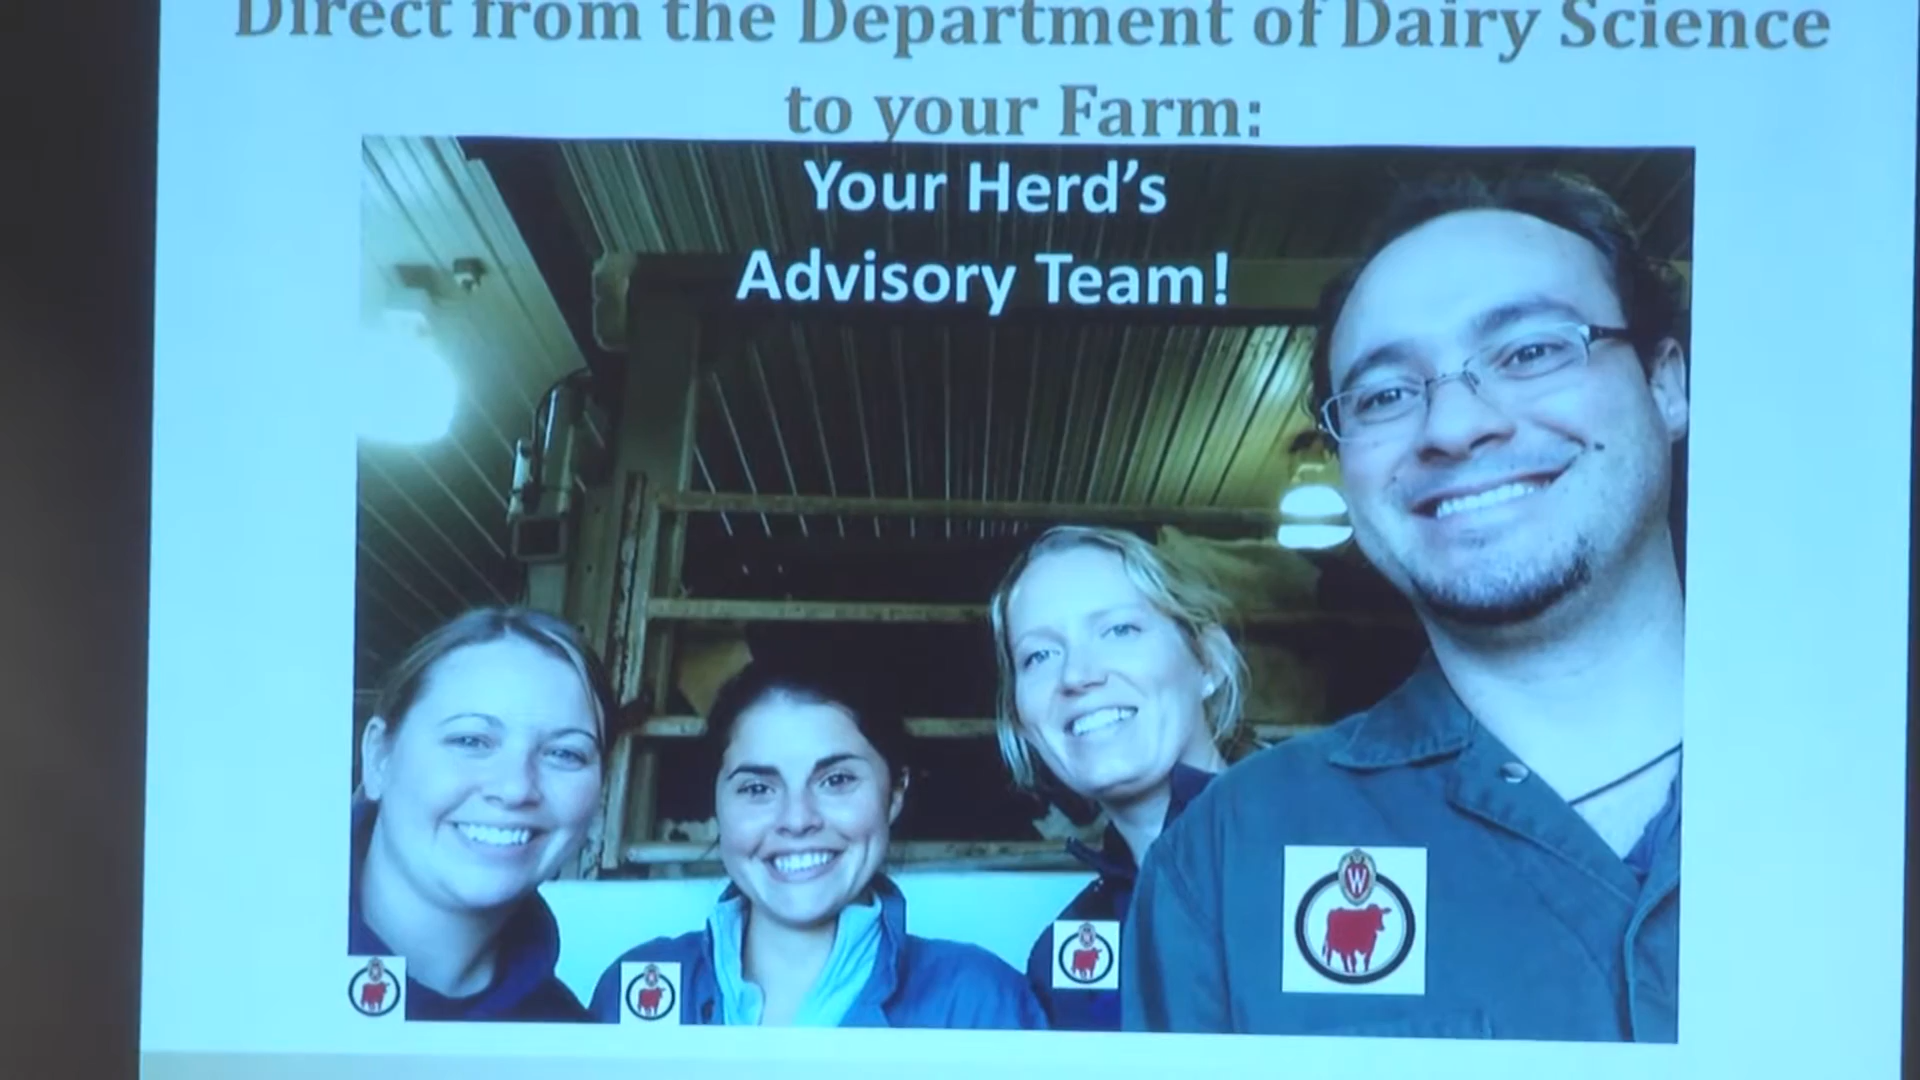 Direct from the Department of Dairy Science
to your Farm:
Your Herd's
Advisory Team!
W